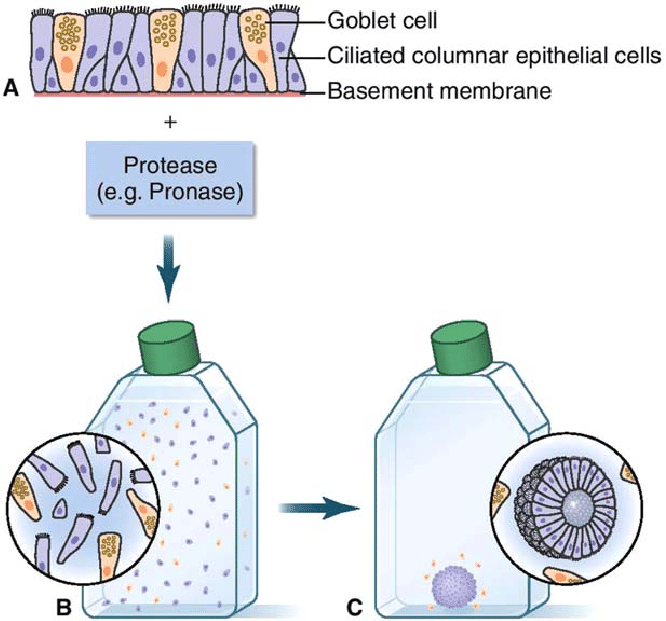 Goblet cell
Ciliated columnar epithelial cells
A
Basement membrane
+
Protease
(e.g. Pronase)
B
C